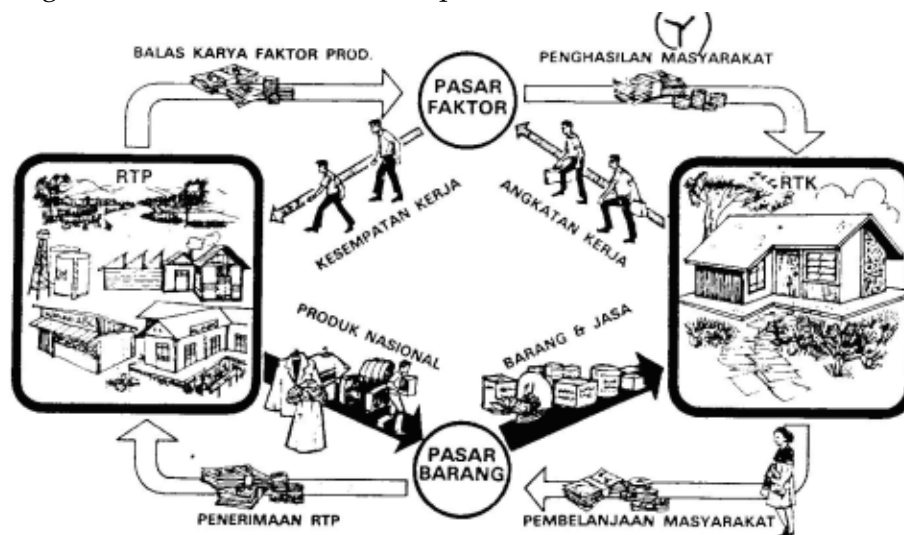 BALAS KARYA FAKTOR PROD.
PENGHASILAN MASYARAKAT
PASAR
FAKTOR
RTP
RTK
KESEMPATAN KERJA
ANGKATAN KERJA
PRODUK NASIONAL
BARANG & JASA
PASAR
BARANG
PENERIMAAN RTP
PEMBELANJAAN MASYARAKAT